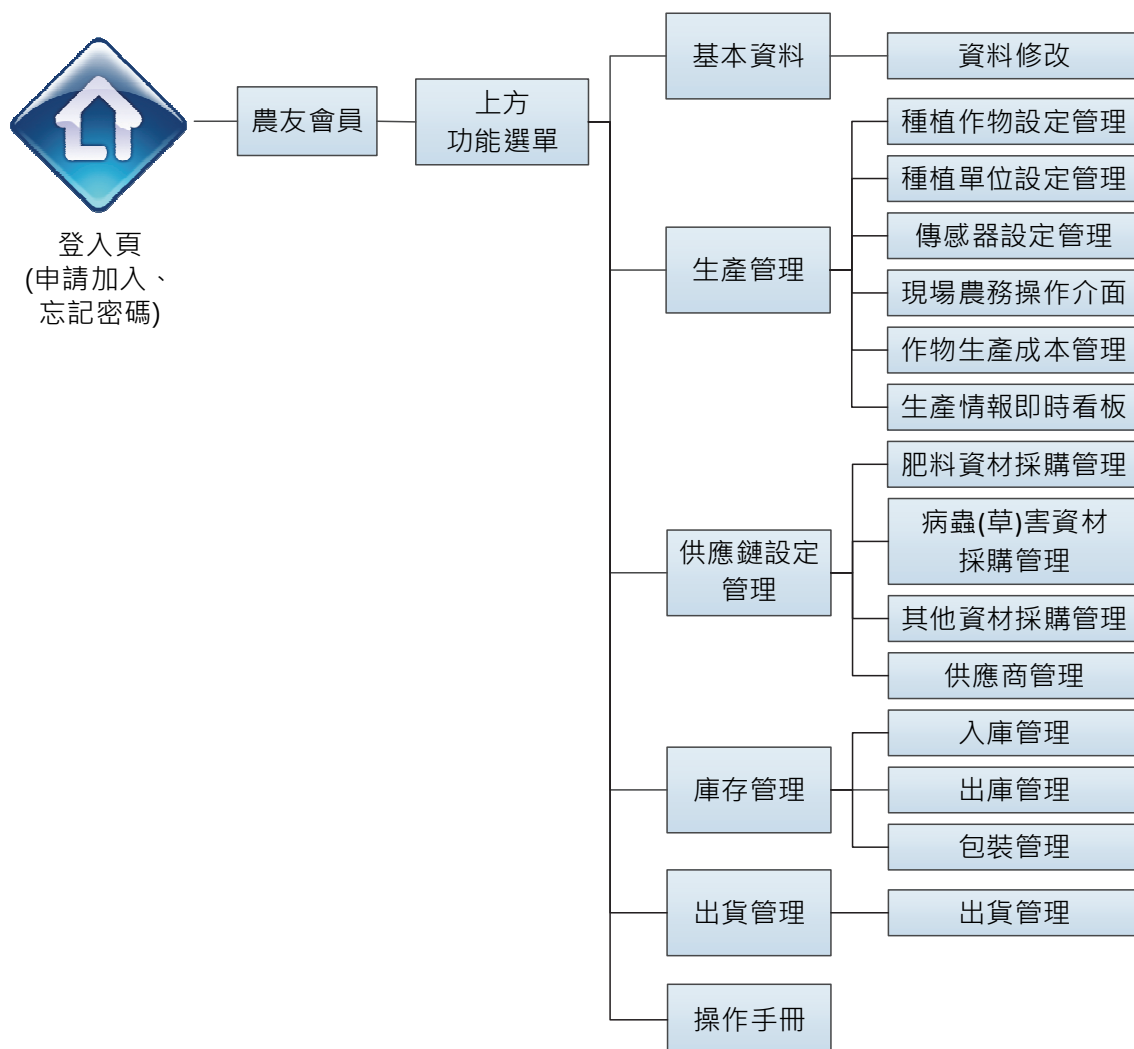 登入頁
(申請加入、
忘記密碼)
農友會員
上方
功能選單
基本資料
資料修改
生產管理
種植作物設定管理
種植單位設定管理
傳感器設定管理
現場農務操作介面
作物生產成本管理
生產情報即時看板
供應鏈設定
管理
肥料資材採購管理
病蟲(草)害資材
採購管理
其他資材採購管理
供應商管理
庫存管理
入庫管理
出庫管理
包裝管理
出貨管理
出貨管理
操作手冊